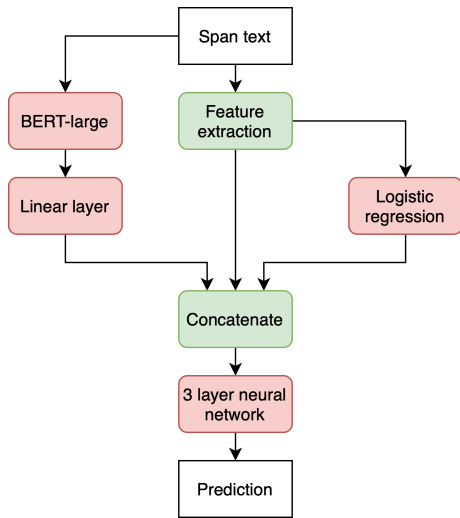 Span text
BERT-large
Feature
extraction
Linear layer
Logistic
regression
Concatenate
3 layer neural
network
Prediction